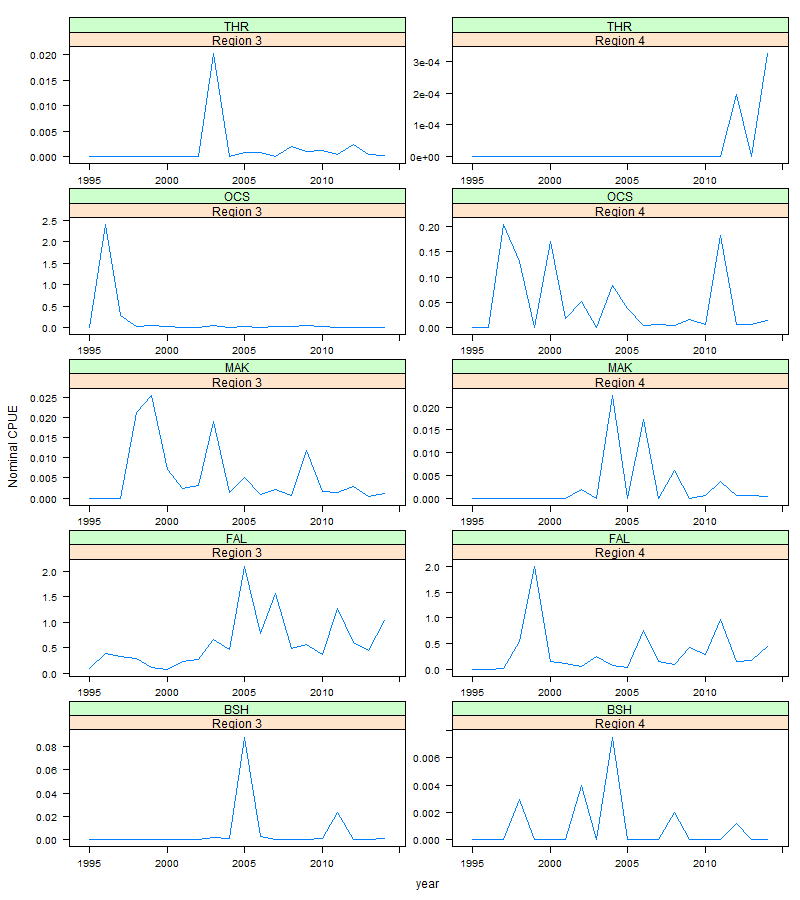 THR THR
Region 3 Region 4
0.020
0.015
0.010
0.005
0.000
3e-04
2e-04
1e-04
0e+00
1995 2000 2005 2010 1995 2000 2005 2010
OCS OCS
Region 3 Region 4
2.5
2.0
1.5
1.0
0.5
0.0
0.20
0.15
0.10
0.05
0.00
1995 2000 2005 2010 1995 2000 2005 2010
MAK MAK
Region 3 Region 4
0.025
0.020
0.015
0.010
0.005
0.000
0.020
0.015
0.010
0.005
0.000
1995 2000 2005 2010 1995 2000 2005 2010
Nominal CPUE
FAL FAL
Region 3 Region 4
2.0
1.5
1.0
0.5
0.0
2.0
1.5
1.0
0.5
0.0
1995 2000 2005 2010 1995 2000 2005 2010
BSH BSH
Region 3 Region 4
0.08
0.06
0.04
0.02
0.00
0.006
0.004
0.002
0.000
1995 2000 2005 2010 1995 2000 2005 2010
year